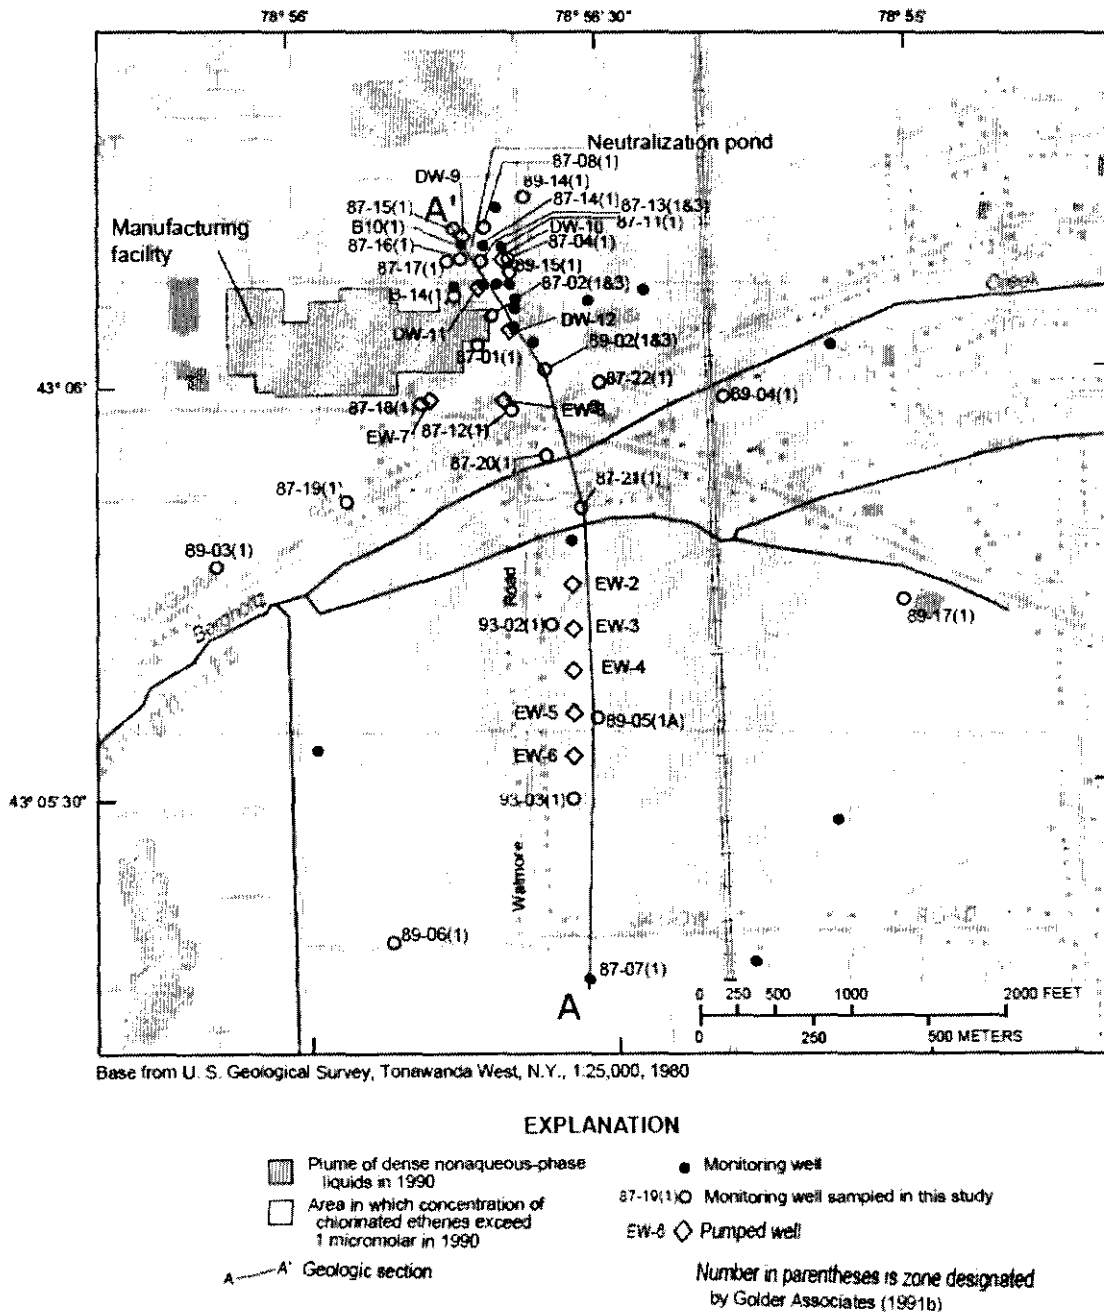 78° 56'
78° 56' 30"
78° 55'
Neutralization pond
87-08(1)
DW-9
89-14(1)
87-14(1)
A'
87-15(1)
87-13(1&3)
87-11(1)
B10(1)
DW-10
Manufacturing
facility
87-16(1)
87-04(1)
87-17(1)
89-15(1)
87-02(1&3)
Creek
B-14(1)
DW-11
DW-12
87-01(1)
89-02(1&3)
43° 06'
87-22(1)
89-04(1)
87-18(1)
EW-7
87-12(1)
87-20(1)
87-21(1)
87-19(1)
89-03(1)
Bergholtz
Road
EW-2
89-17(1)
93-02(1)
EW-3
EW-4
EW-5
89-05(1A)
EW-6
43° 05' 30"
93-03(1)
Walmore
89-06(1)
87-07(1)
A
0 250 500 1000 2000 FEET
0 250 500 METERS
Base from U. S. Geological Survey, Tonawanda West, N.Y., 1:25,000, 1980
EXPLANATION
Plume of dense nonaqueous-phase
liquids in 1990
Area in which concentration of
chlorinated ethenes exceed
1 micromolar in 1990
A A' Geologic section
Monitoring well
87-19(1) Monitoring well sampled in this study
EW-6 Pumped well
Number in parentheses is zone designated
by Golder Associates (1991b)